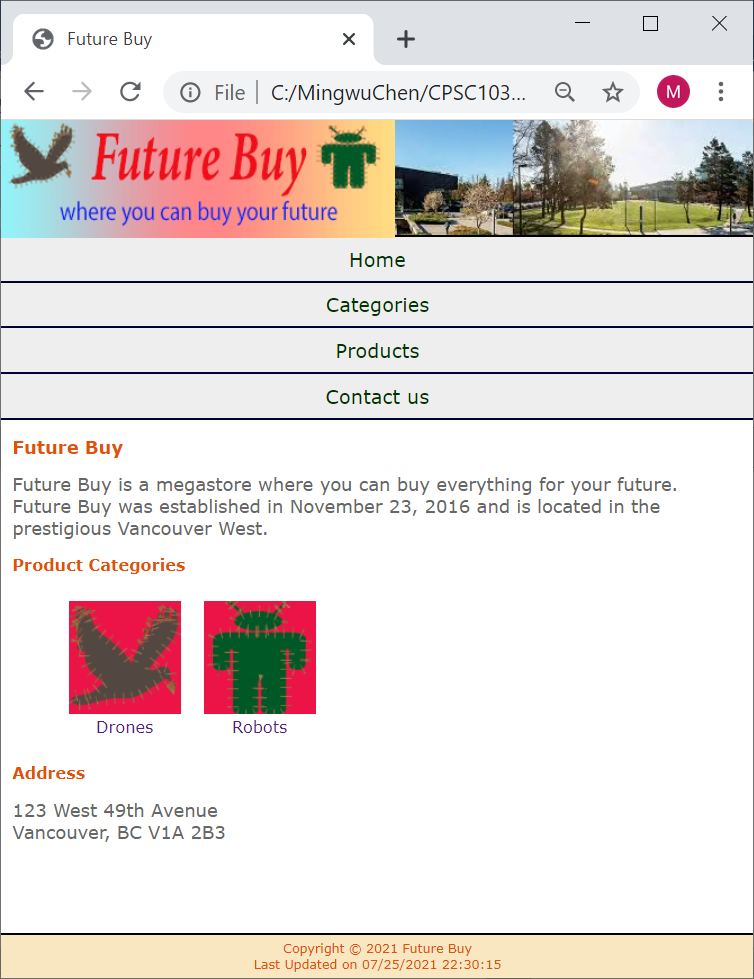 Future Buy
File
C:/MingwuChen/CPSC103...
M
Future Buy
where you can buy your future
Home
Categories
Products
Contact us
Future Buy
Future Buy is a megastore where you can buy everything for your future.
Future Buy was established in November 23, 2016 and is located in the
prestigious Vancouver West.
Product Categories
Drones
Robots
Address
123 West 49th Avenue
Vancouver, BC V1A 2B3
Copyright © 2021 Future Buy
Last Updated on 07/25/2021 22:30:15